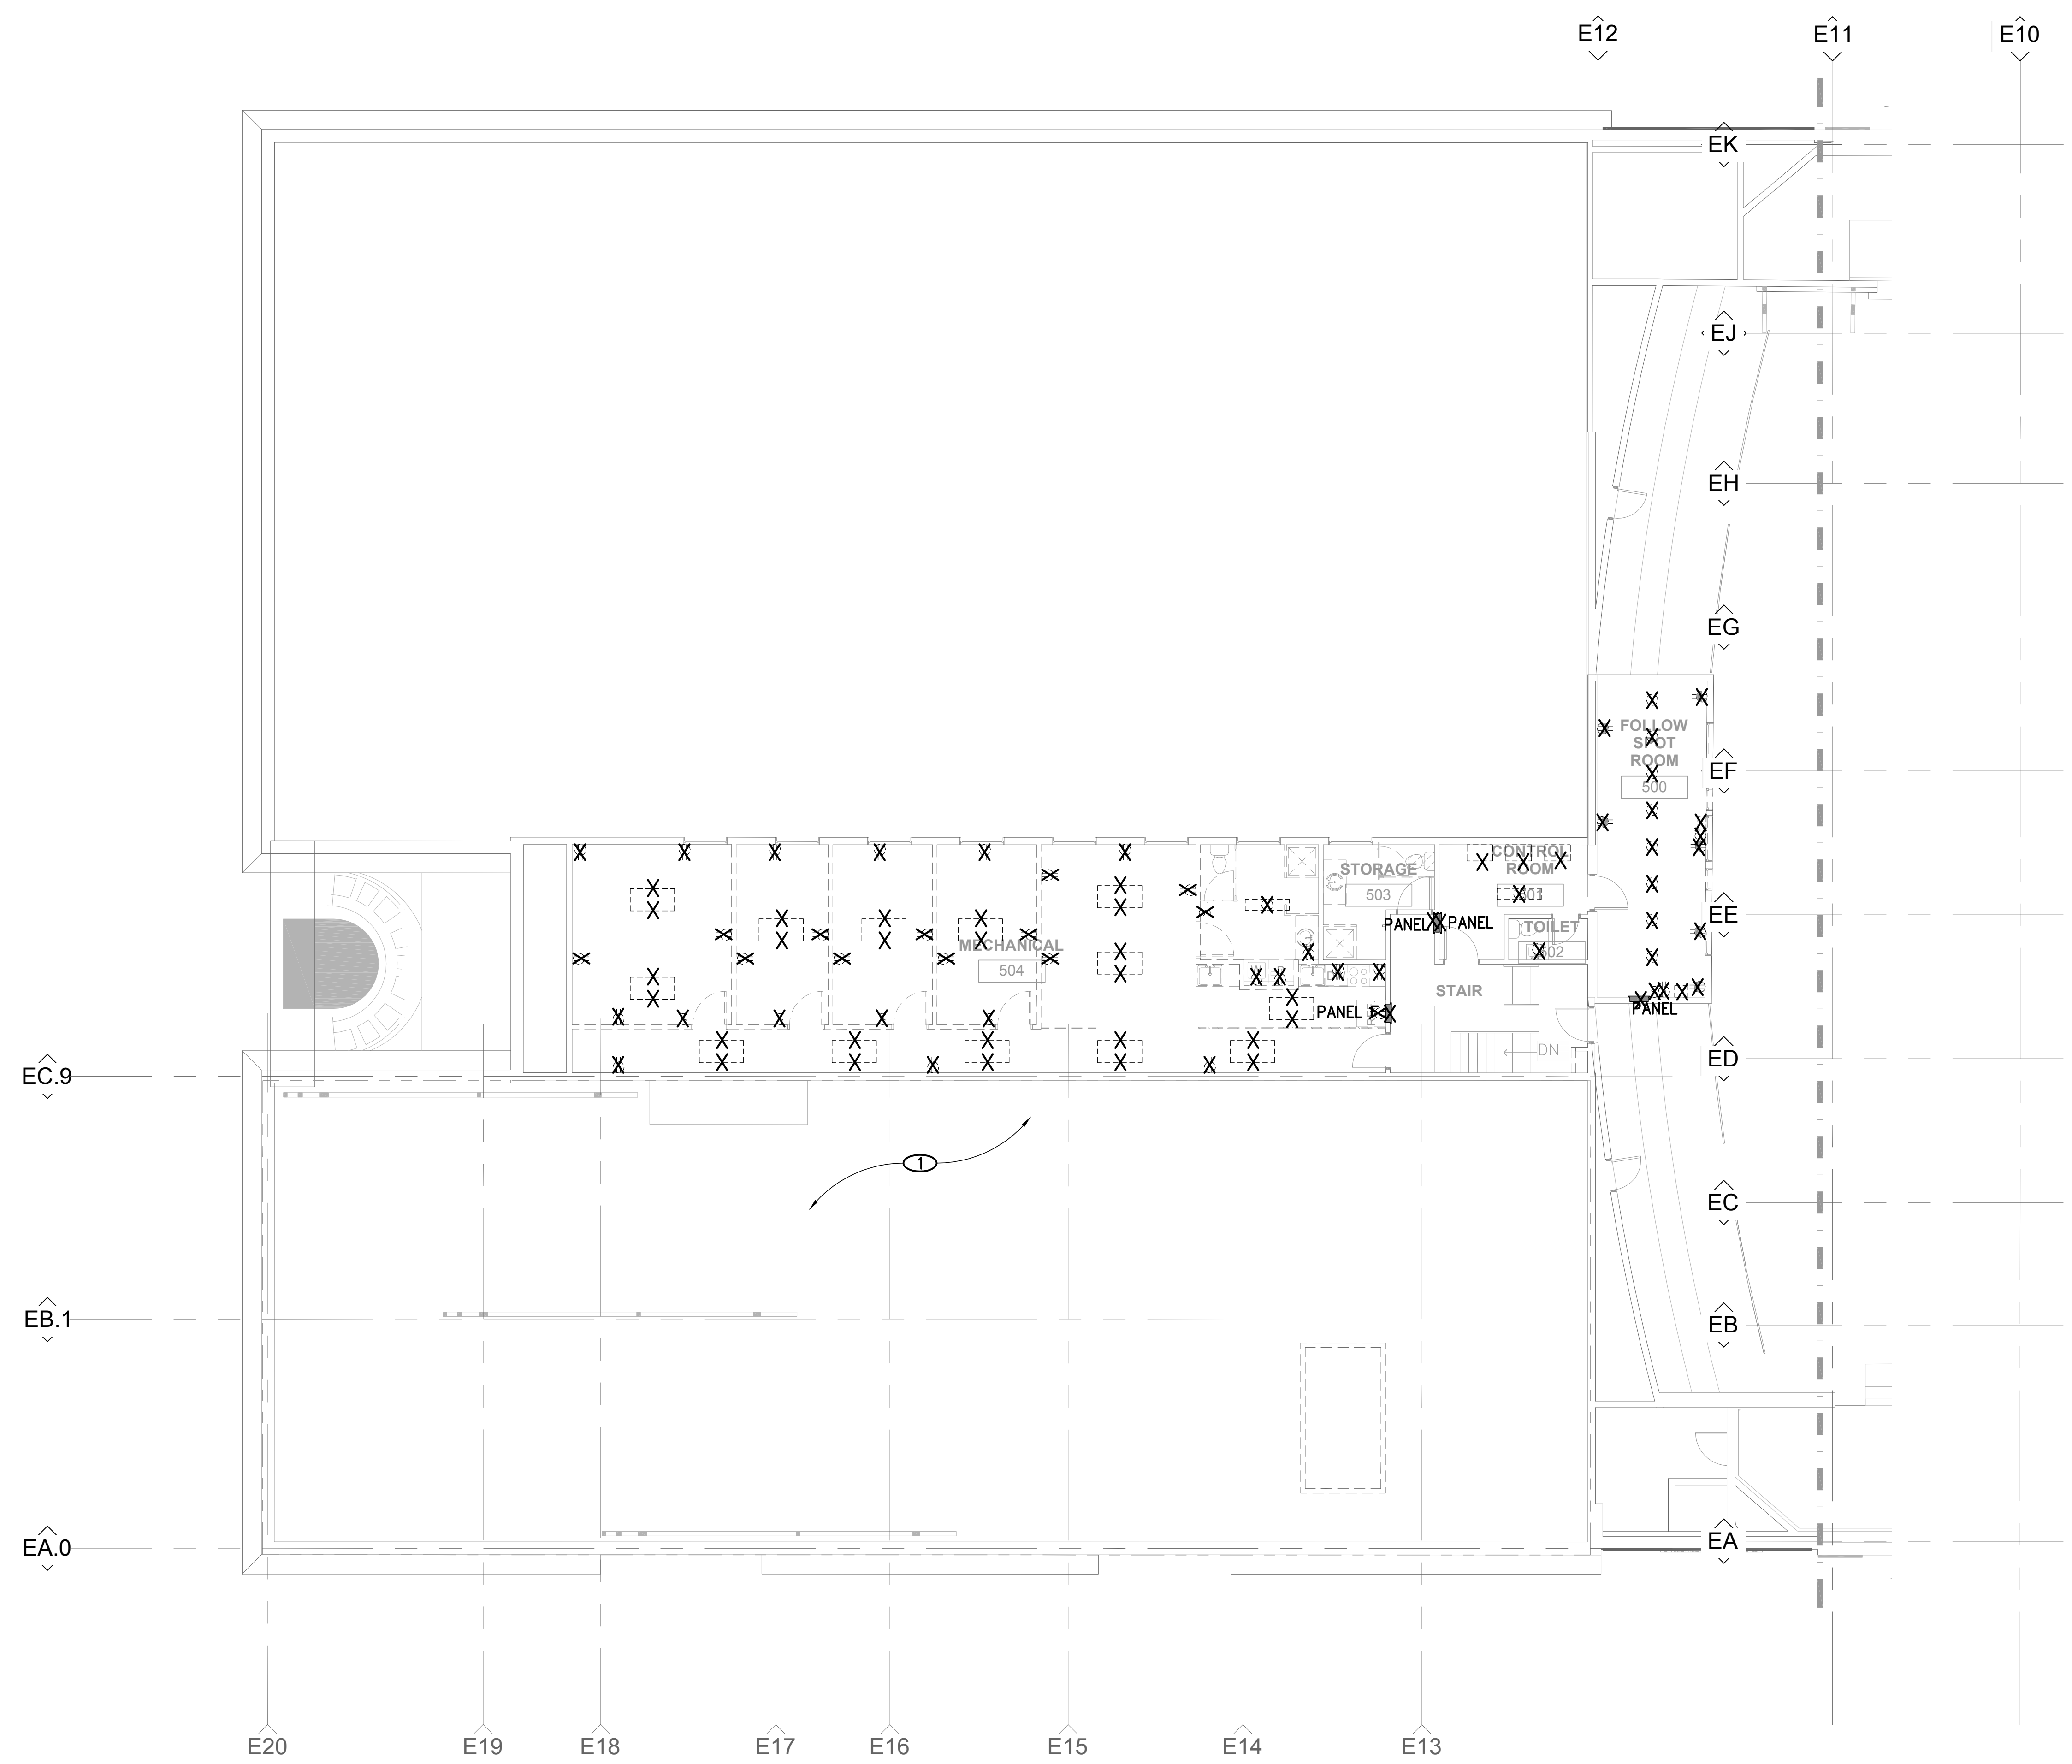 E12
E11
E10
EK
EJ
EH
EG
FOLLOW
SPOT
ROOM
500
EF
CONTROL
ROOM
STORAGE
503
EE
PANEL
PANEL
TOILET
502
MECHANICAL
504
STAIR
PANEL
PANEL
DN
ED
EC.9
1
EC
EB.1
EB
EA.0
EA
E20
E19
E18
E17
E16
E15
E14
E13